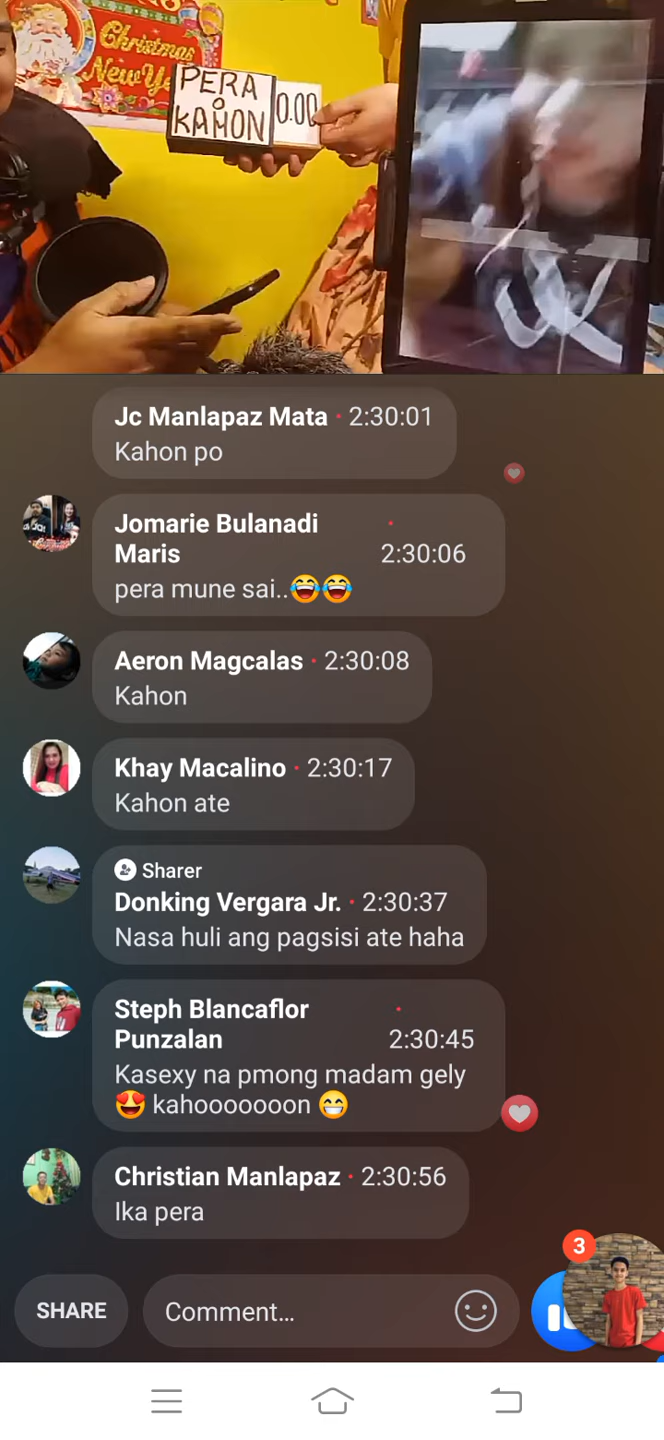 Christmas
New Ye
PERA
O
KAHON
0.00
Jc Manlapaz Mata · 2:30:01
Kahon po
Jomarie Bulanadi ·
Maris 2:30:06
pera mune sai..😂😂
Aeron Magcalas · 2:30:08
Kahon
Khay Macalino · 2:30:17
Kahon ate
Sharer
Donking Vergara Jr. · 2:30:37
Nasa huli ang pagsisi ate haha
Steph Blancaflor ·
Punzalan 2:30:45
Kasexy na pmong madam gely
😍 kahooooooon 😁
Christian Manlapaz · 2:30:56
Ika pera
3
SHARE
Comment...